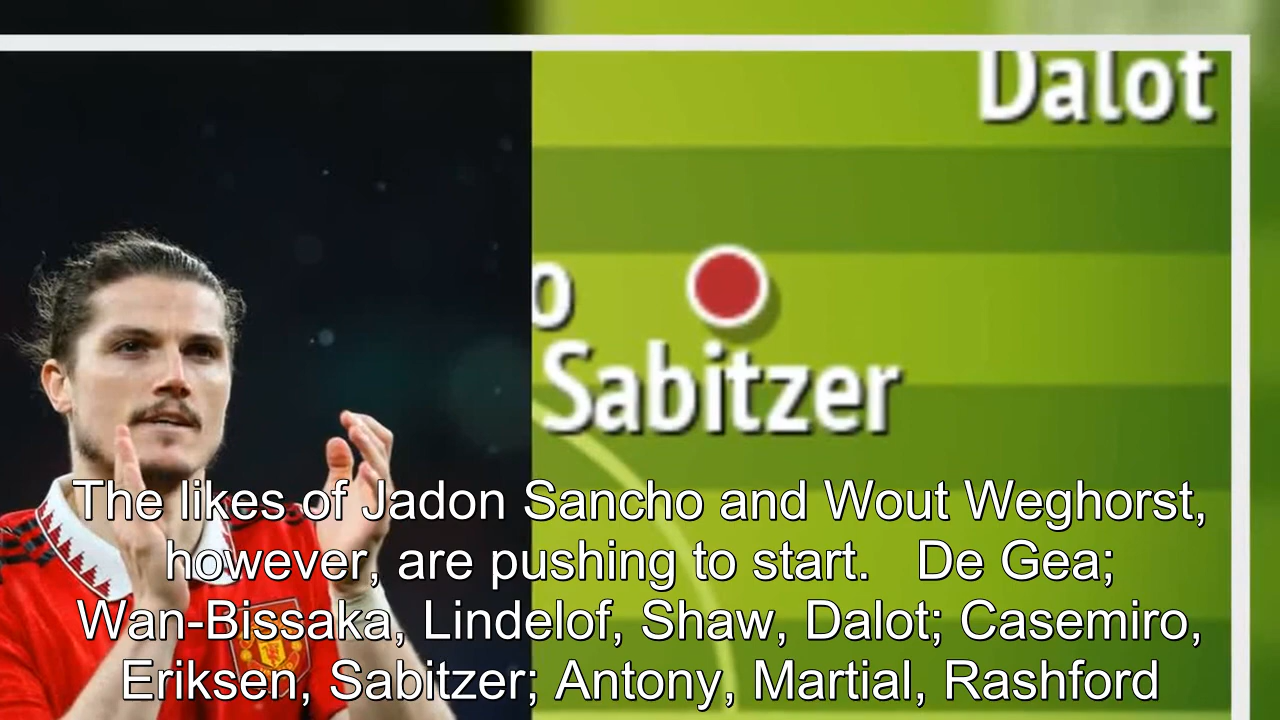 Dalot
o
Sabitzer
The likes of Jadon Sancho and Wout Weghorst,
however, are pushing to start.   De Gea;
Wan-Bissaka, Lindelof, Shaw, Dalot; Casemiro,
Eriksen, Sabitzer; Antony, Martial, Rashford